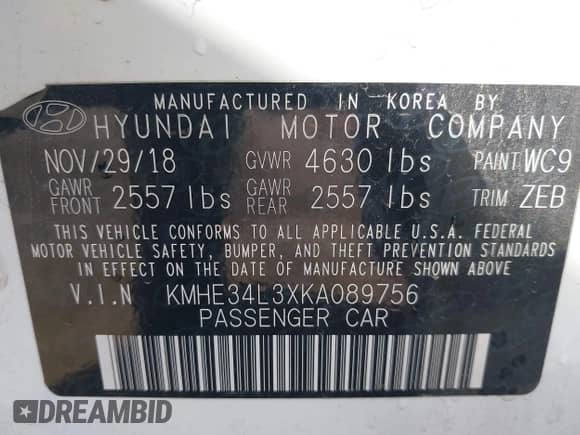 MANUFACTURED IN KOREA BY
HYUNDAI MOTOR COMPANY
NOV/29/18 GVWR 4630 lbs PAINT WC9
GAWR FRONT 2557 lbs GAWR REAR 2557 lbs TRIM ZEB
THIS VEHICLE CONFORMS TO ALL APPLICABLE U.S.A. FEDERAL
MOTOR VEHICLE SAFETY, BUMPER, AND THEFT PREVENTION STANDARDS
IN EFFECT ON THE DATE OF MANUFACTURE SHOWN ABOVE
V.I.N KMHE34L3XKA089756
PASSENGER CAR
DREAMBID